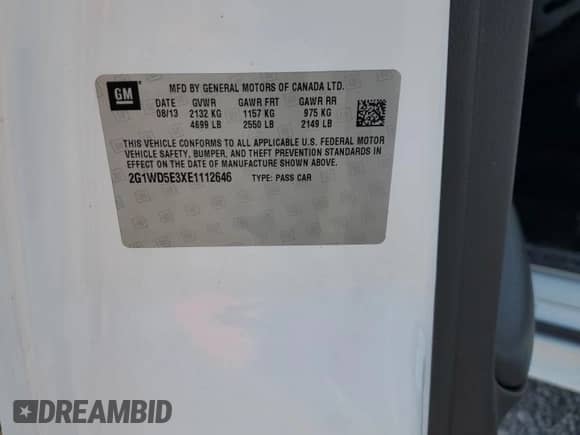 GM
MFD BY GENERAL MOTORS OF CANADA LTD.
DATE GVWR GAWR FRT GAWR RR
08/13 2132 KG 1157 KG 975 KG
4699 LB 2550 LB 2149 LB
THIS VEHICLE CONFORMS TO ALL APPLICABLE U.S. FEDERAL MOTOR
VEHICLE SAFETY, BUMPER, AND THEFT PREVENTION STANDARDS IN
EFFECT ON THE DATE OF MANUFACTURE SHOWN ABOVE.
2G1WD5E3XE1112646 TYPE: PASS CAR
DREAMBID